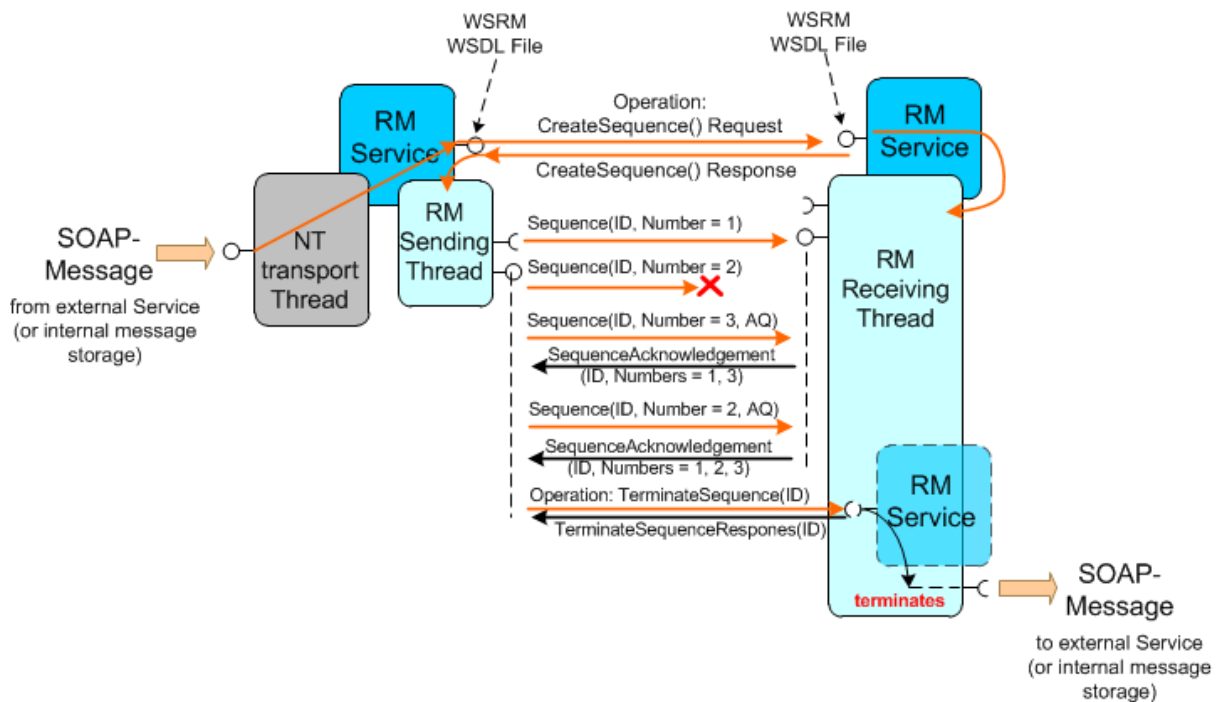 WSRM
WSDL File
WSRM
WSDL File
Operation:
CreateSequence() Request
CreateSequence() Response
RM
Service
RM
Service
NT
transport
Thread
RM
Sending
Thread
RM
Receiving
Thread
SOAP-
Message
from external Service
(or internal message
storage)
Sequence(ID, Number = 1)
Sequence(ID, Number = 2)
Sequence(ID, Number = 3, AQ)
SequenceAcknowledgement
(ID, Numbers = 1, 3)
Sequence(ID, Number = 2, AQ)
SequenceAcknowledgement
(ID, Numbers = 1, 2, 3)
Operation: TerminateSequence(ID)
TerminateSequenceRespones(ID)
RM
Service
terminates
SOAP-
Message
to external Service
(or internal message
storage)